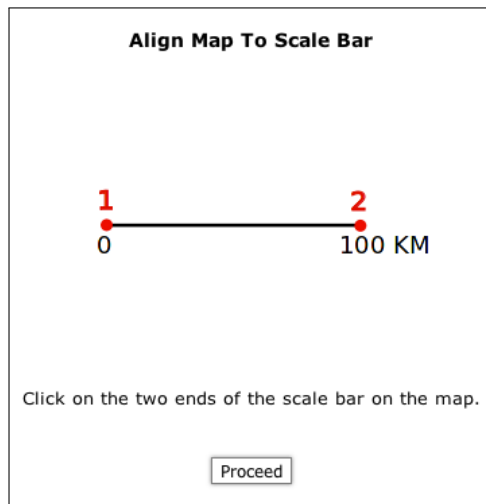 Align Map To Scale Bar
1 2
0 100 KM
Click on the two ends of the scale bar on the map.
Proceed